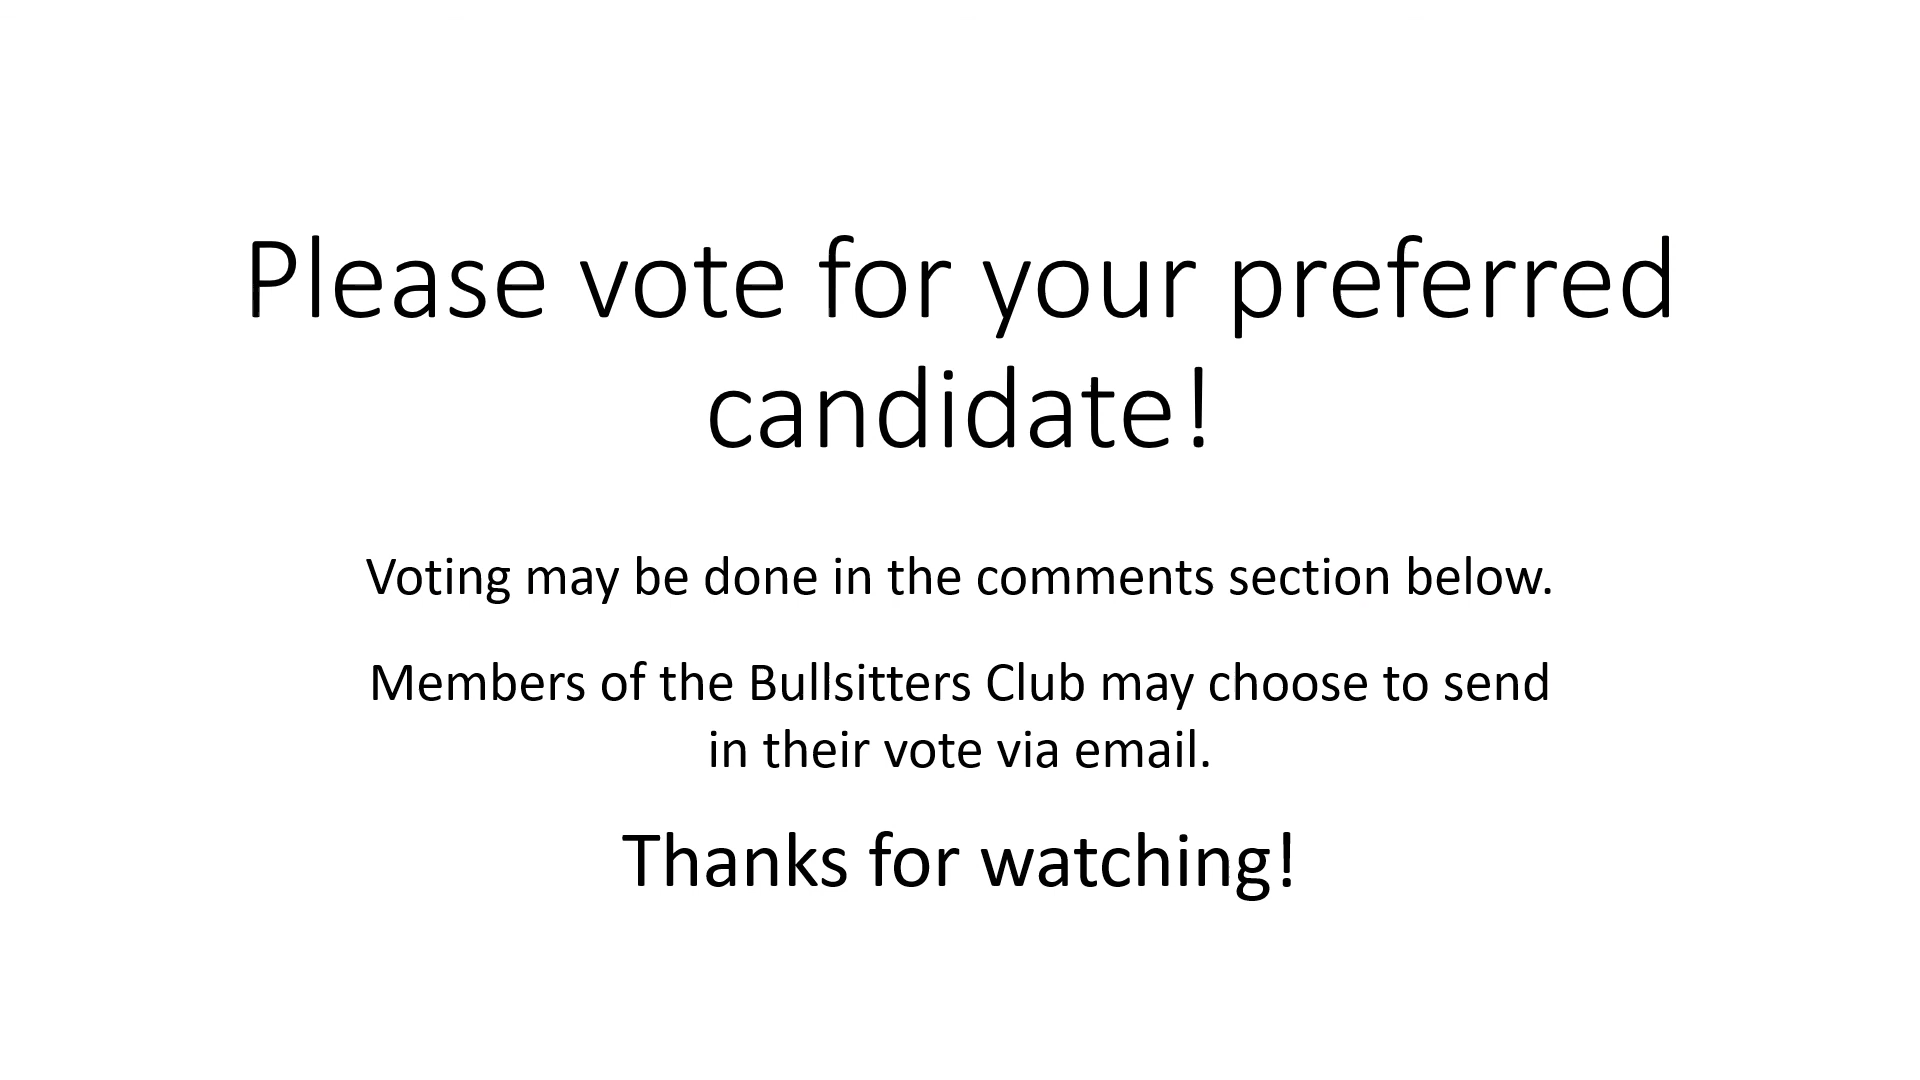 Please vote for your preferred
candidate!
Voting may be done in the comments section below.
Members of the Bullsitters Club may choose to send
in their vote via email.
Thanks for watching!